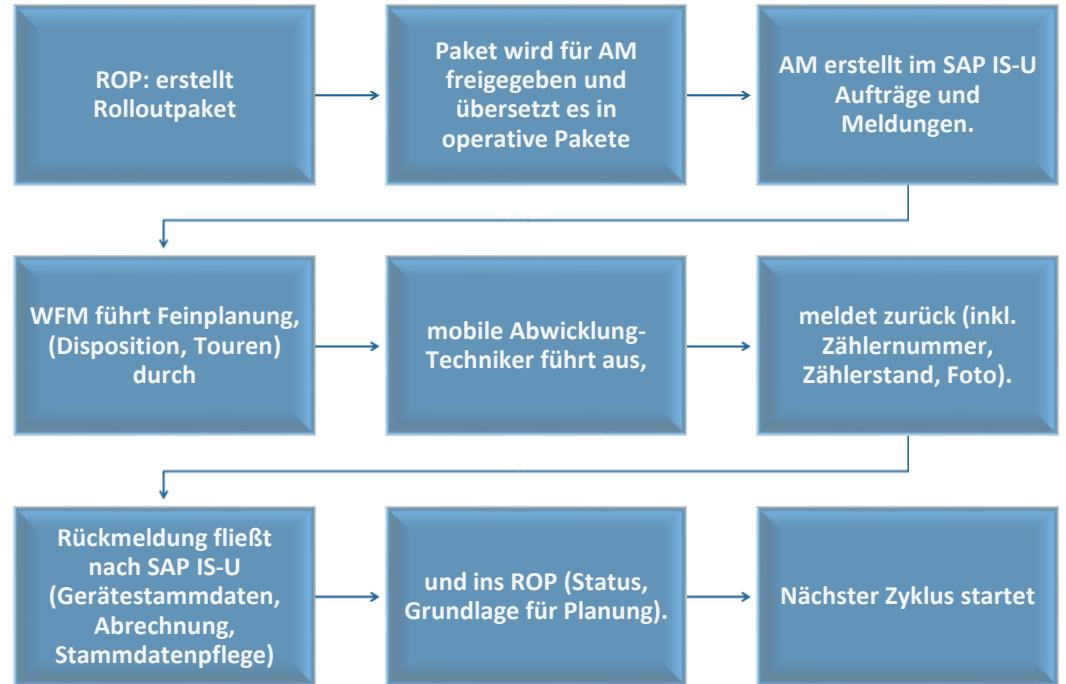 ROP: erstellt
Rolloutpaket
Paket wird für AM
freigegeben und
übersetzt es in
operative Pakete
AM erstellt im SAP IS-U
Aufträge und
Meldungen.
WFM führt Feinplanung,
(Disposition, Touren)
durch
mobile Abwicklung-
Techniker führt aus,
meldet zurück (inkl.
Zählernummer,
Zählerstand, Foto).
Rückmeldung fließt
nach SAP IS-U
(Gerätestammdaten,
Abrechnung,
Stammdatenpflege)
und ins ROP (Status,
Grundlage für Planung).
Nächster Zyklus startet